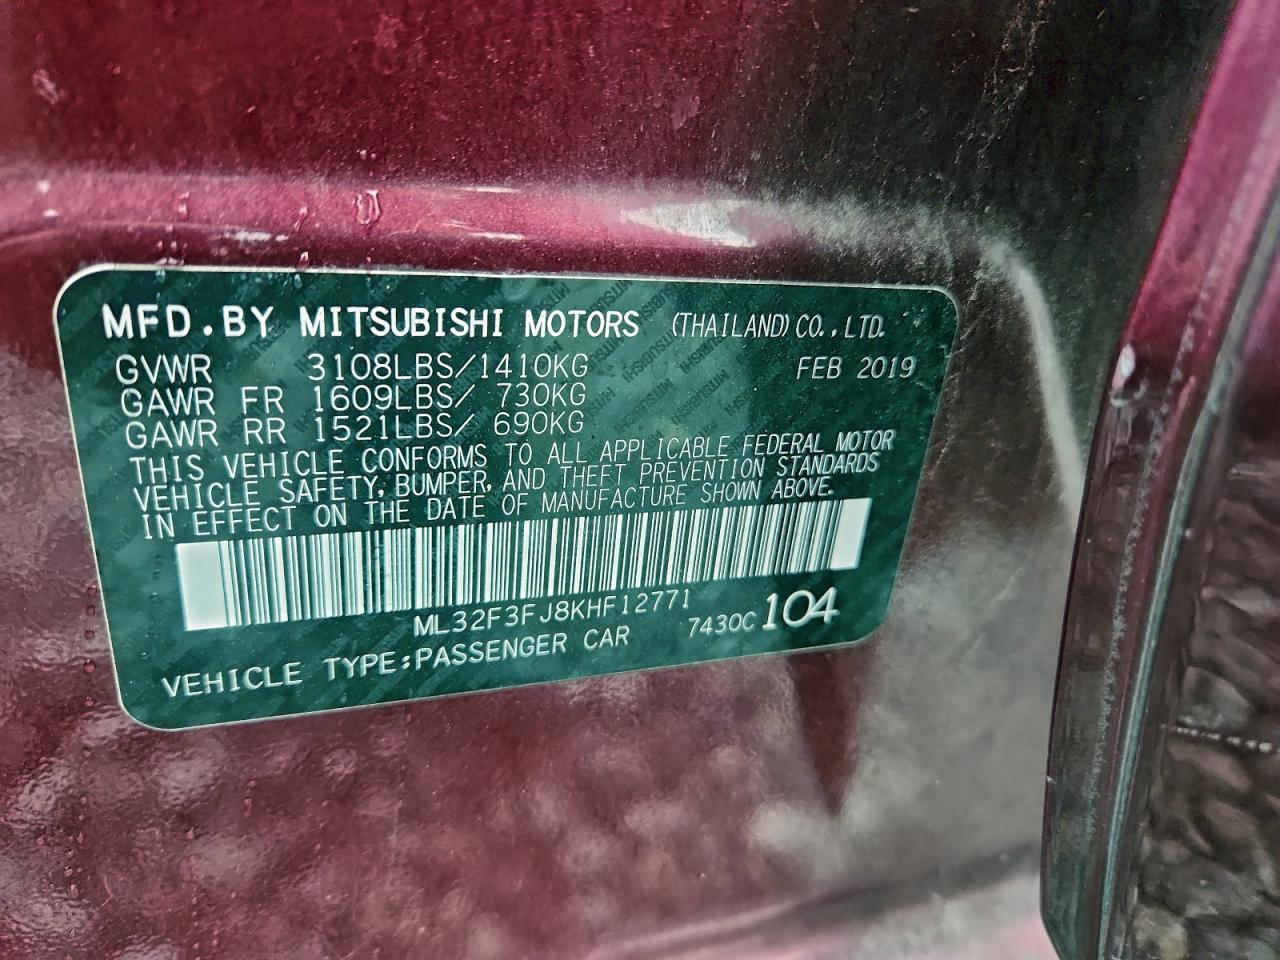 MFD.BY MITSUBISHI MOTORS (THAILAND) CO., LTD.
GVWR 3108LBS/1410KG FEB 2019
GAWR FR 1609LBS/ 730KG
GAWR RR 1521LBS/ 690KG
THIS VEHICLE CONFORMS TO ALL APPLICABLE FEDERAL MOTOR
VEHICLE SAFETY, BUMPER, AND THEFT PREVENTION STANDARDS
IN EFFECT ON THE DATE OF MANUFACTURE SHOWN ABOVE.
ML32F3FJ8KHF12771
VEHICLE TYPE:PASSENGER CAR 7430C 104